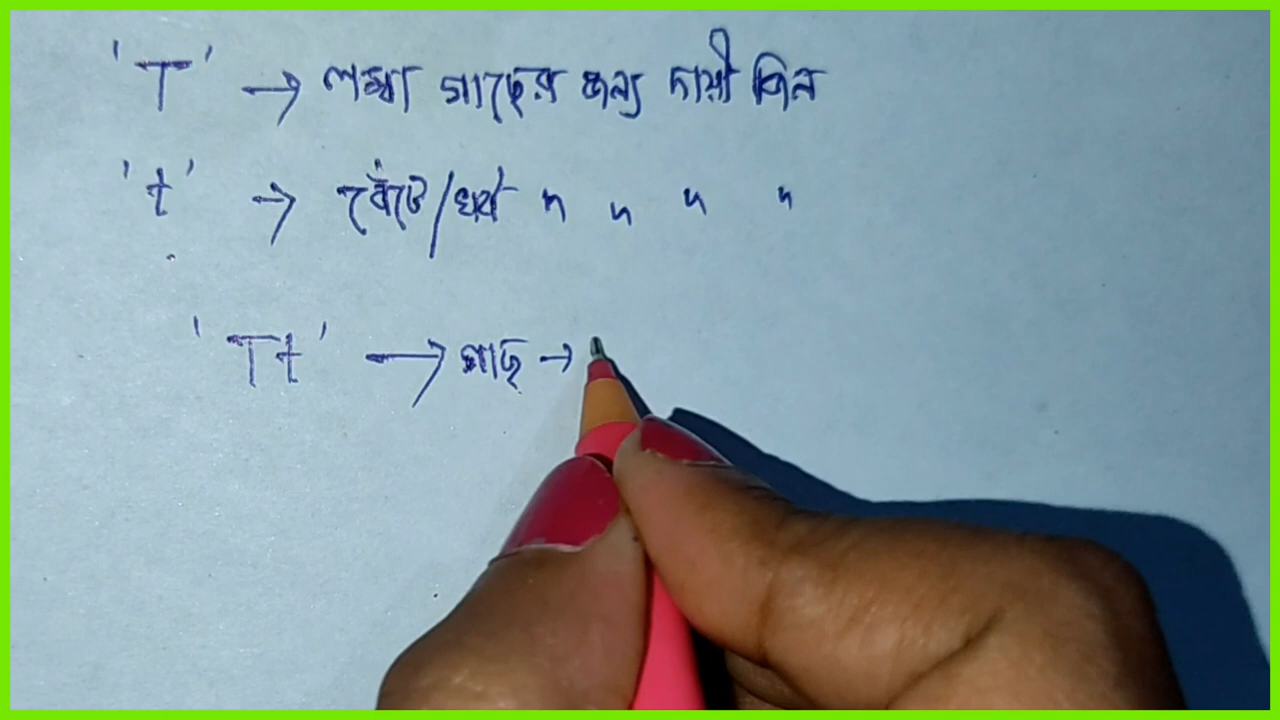 'T' → লম্বা গাছের জন্য দায়ী জিন
't' → বেঁটে/খর্ব " " " "
'Tt' → গাছ →